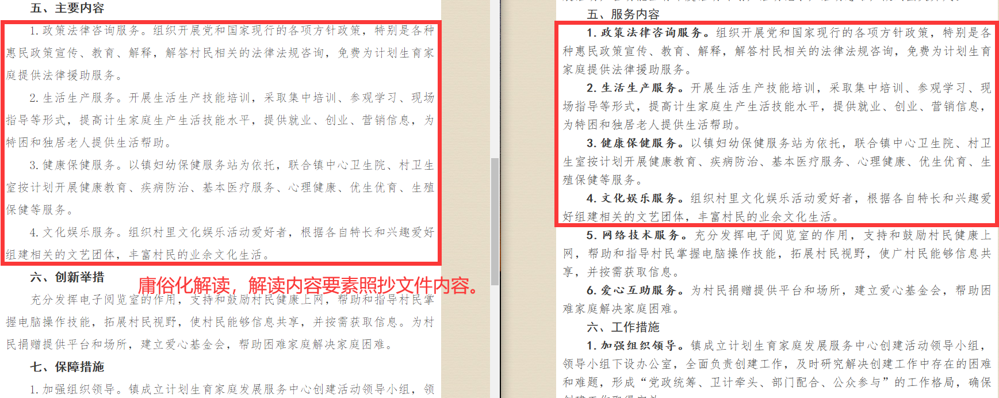 五、主要内容
1.政策法律咨询服务。组织开展党和国家现行的各项方针政策，特别是各种
惠民政策宣传、教育、解释，解答村民相关的法律法规咨询，免费为计划生育家
庭提供法律援助服务。
2.生活生产服务。开展生活生产技能培训，采取集中培训、参观学习、现场
指导等形式，提高计生家庭生产生活技能水平，提供就业、创业、营销信息，为
特困和独居老人提供生活帮助。
3.健康保健服务。以镇妇幼保健服务站为依托，联合镇中心卫生院、村卫生
室按计划开展健康教育、疾病防治、基本医疗服务、心理健康、优生优育、生殖
保健等服务。
4.文化娱乐服务。组织村里文化娱乐活动爱好者，根据各自特长和兴趣爱好
组建相关的文艺团体，丰富村民的业余文化生活。
六、创新举措
庸俗化解读，解读内容要素照抄文件内容。
充分发挥电子阅览室的作用，支持和鼓励村民健康上网，帮助和指导村民掌
握电脑操作技能，拓展村民视野，使村民能够信息共享，并按需获取信息。为村
民捐赠提供平台和场所，建立爱心基金会，帮助困难家庭解决家庭困难。
七、保障措施
1.加强组织领导。镇成立计划生育家庭发展服务中心创建活动领导小组，领
五、服务内容
1.政策法律咨询服务。组织开展党和国家现行的各项方针政策，特别是各
种惠民政策宣传、教育、解释，解答村民相关的法律法规咨询，免费为计划生育
家庭提供法律援助服务。
2.生活生产服务。开展生活生产技能培训，采取集中培训、参观学习、现
场指导等形式，提高计生家庭生产生活技能水平，提供就业、创业、营销信息，
为特困和独居老人提供生活帮助。
3.健康保健服务。以镇妇幼保健服务站为依托，联合镇中心卫生院、村卫
生室按计划开展健康教育、疾病防治、基本医疗服务、心理健康、优生优育、生
殖保健等服务。
4.文化娱乐服务。组织村里文化娱乐活动爱好者，根据各自特长和兴趣爱
好组建相关的文艺团体，丰富村民的业余文化生活。
5.网络技术服务。充分发挥电子阅览室的作用，支持和鼓励村民健康上
网，帮助和指导村民掌握电脑操作技能，拓展村民视野，使广村民能够信息共
享，并按需获取信息。
6.爱心互助服务。为村民捐赠提供平台和场所，建立爱心基金会，帮助困
难家庭解决家庭困难。
六、工作措施
1.加强组织领导。镇成立计划生育家庭发展服务中心创建活动领导小组，
领导小组下设办公室，全面负责创建工作，及时研究解决创建工作中存在的困难
和难题，形成“党政统筹、卫计牵头、部门配合、公众参与”的工作格局，确保